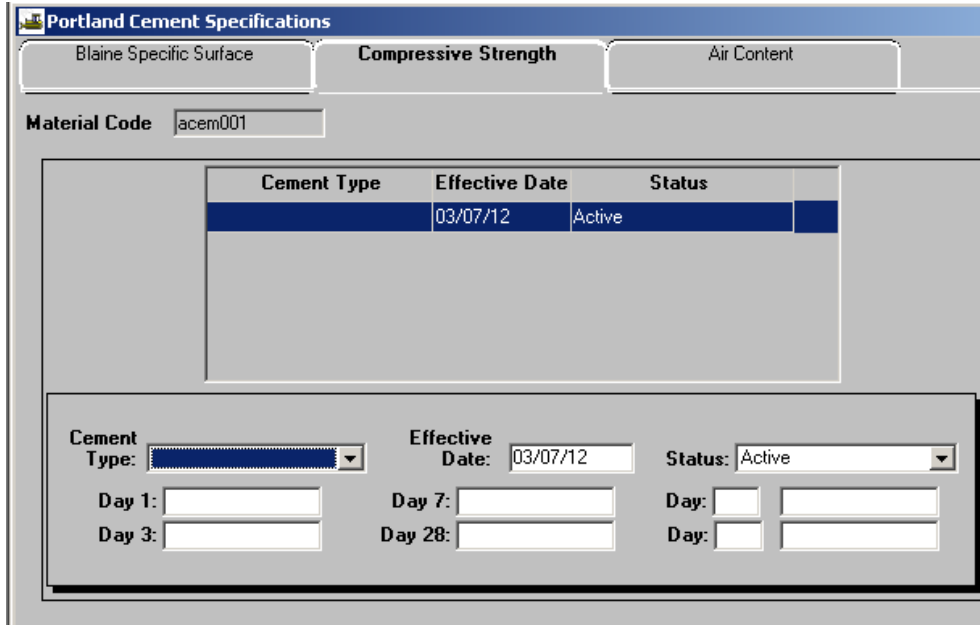 Portland Cement Specifications
Blaine Specific Surface Compressive Strength Air Content
Material Code acem001
Cement Type Effective Date Status
03/07/12 Active
Cement Type: Effective Date: 03/07/12 Status: Active
Day 1: Day 7: Day:
Day 3: Day 28: Day: